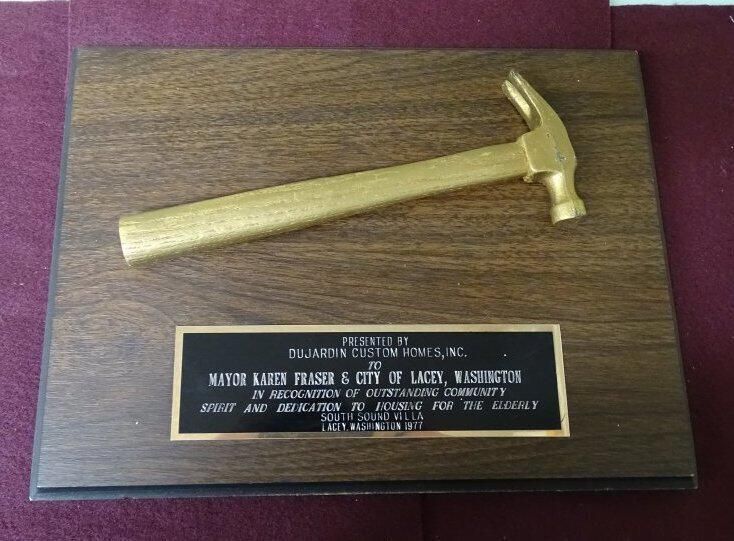 PRESENTED BY
DUJARDIN CUSTOM HOMES, INC.
TO
MAYOR KAREN FRASER & CITY OF LACEY, WASHINGTON
IN RECOGNITION OF OUTSTANDING COMMUNITY
SPIRIT AND DEDICATION TO HOUSING FOR THE ELDERLY
SOUTH SOUND VILLA
LACEY, WASHINGTON 1977